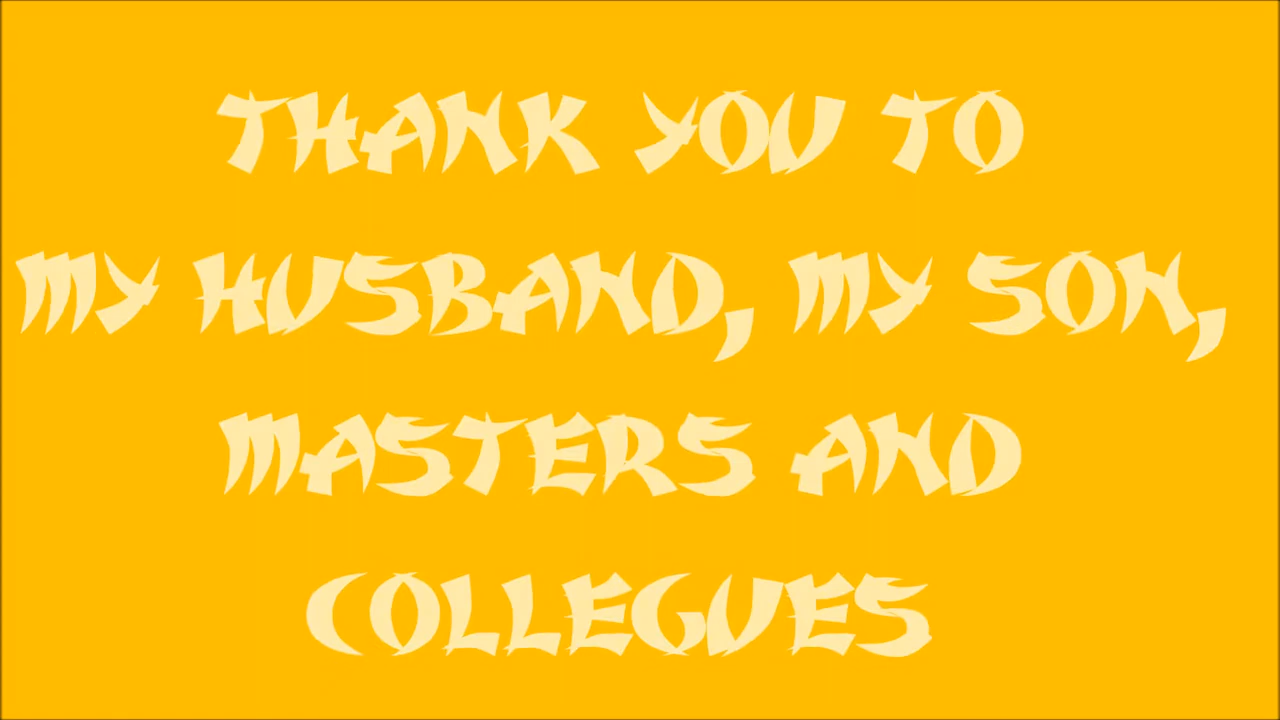 THANK YOU TO
MY HUSBAND, MY SON,
MASTERS AND
COLLEGUES